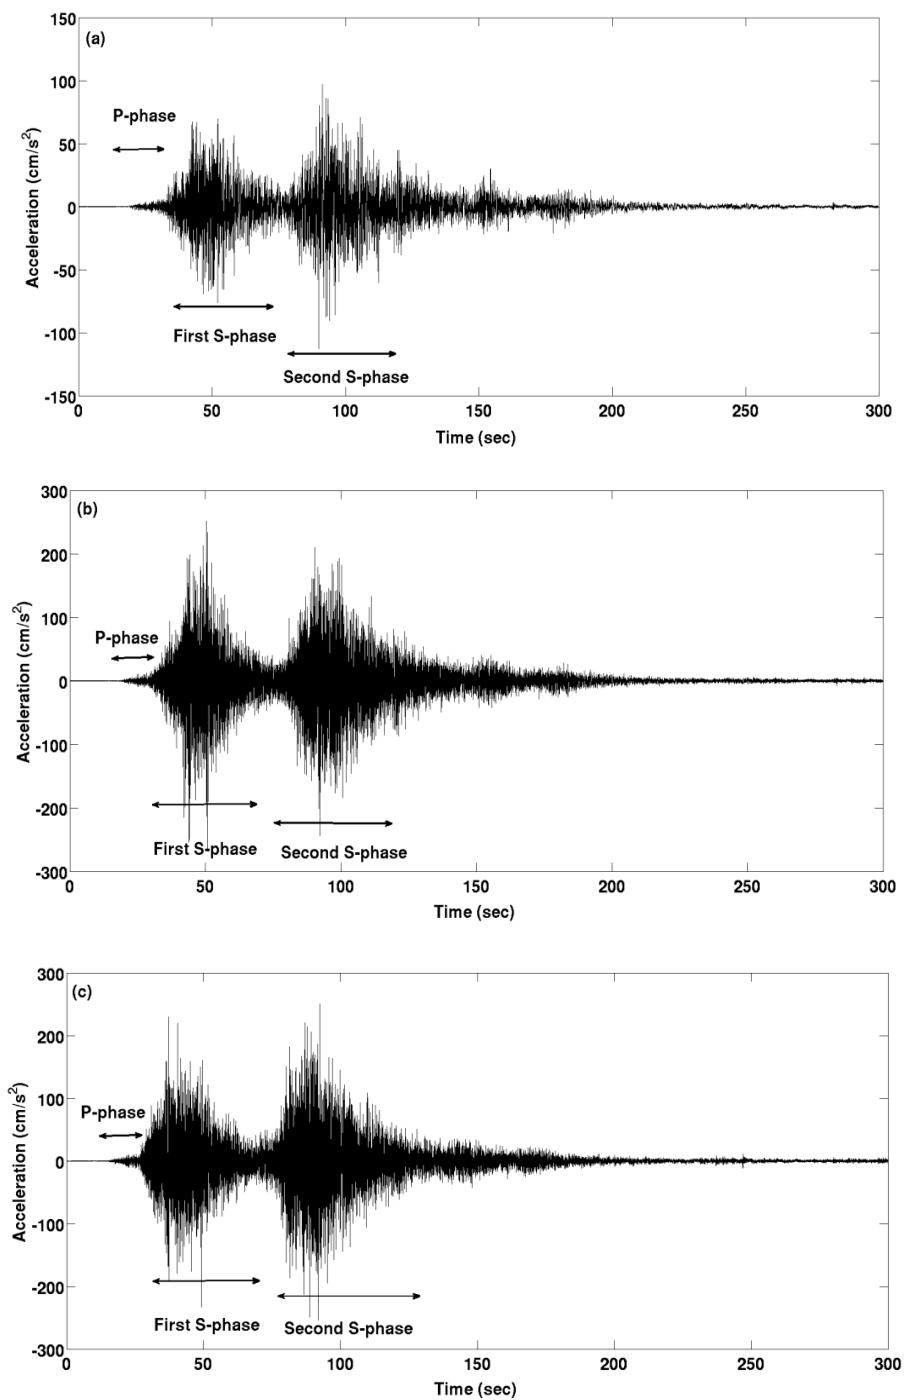 (a)
150
100
50
0
-50
-100
-150
Acceleration (cm/s²)
P-phase
First S-phase
Second S-phase
0 50 100 150 200 250 300
Time (sec)
(b)
300
200
100
0
-100
-200
-300
Acceleration (cm/s²)
P-phase
First S-phase
Second S-phase
0 50 100 150 200 250 300
Time (sec)
(c)
300
200
100
0
-100
-200
-300
Acceleration (cm/s²)
P-phase
First S-phase
Second S-phase
0 50 100 150 200 250 300
Time (sec)